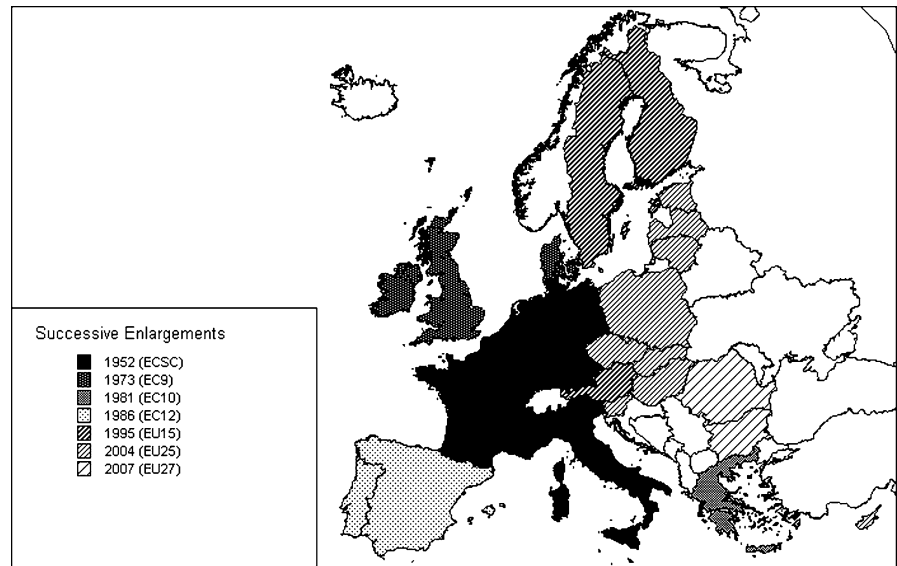 Successive Enlargements
1952 (ECSC)
1973 (EC9)
1981 (EC10)
1986 (EC12)
1995 (EU15)
2004 (EU25)
2007 (EU27)